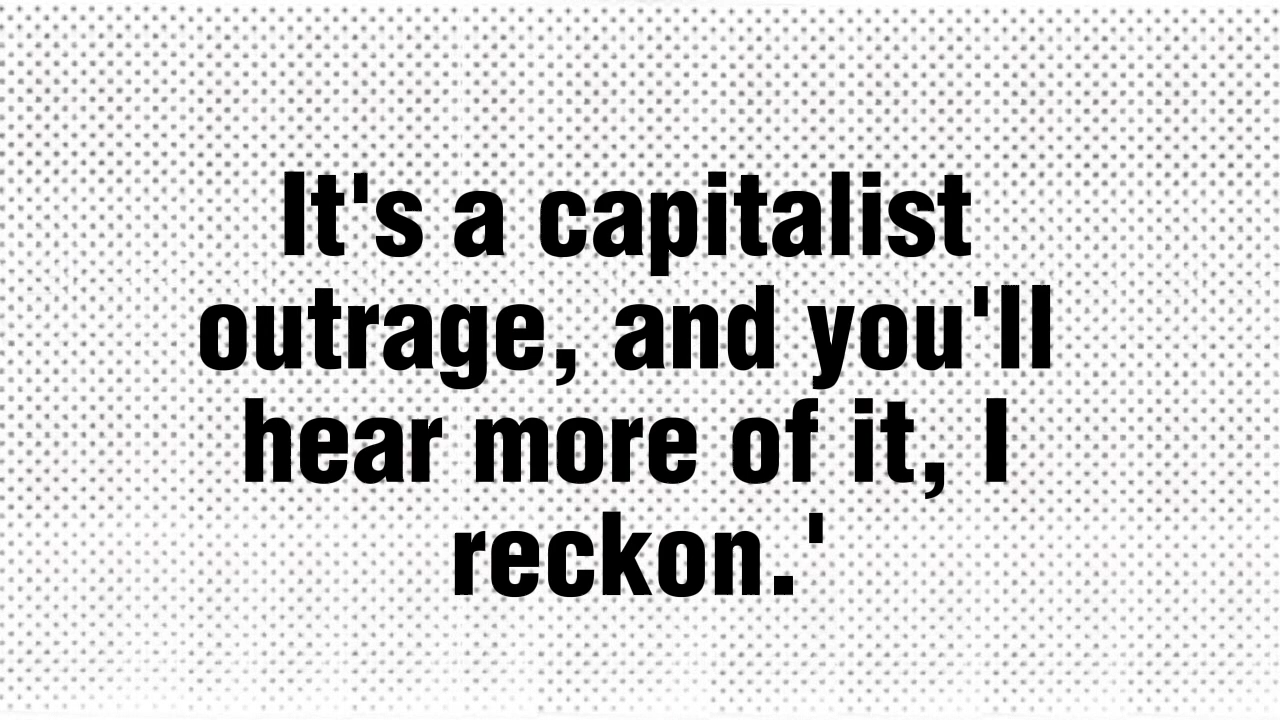 It's a capitalist
outrage, and you'll
hear more of it, I
reckon.'